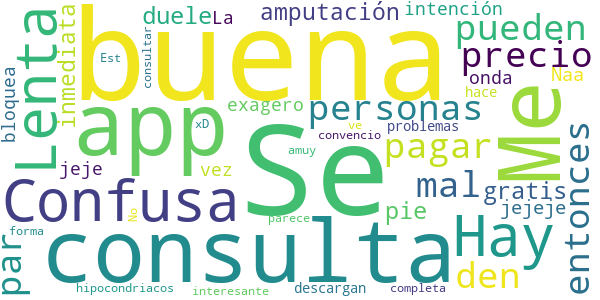 dueleLa amputación intención
Lenta inmediata buena pueden
bloquea Est consultar precio
app xD exagero personas onda Naa
hace
convencio problemas
jeje vez Se amuy ve pagar Me entonces
Confusa mal gratis
No pie jejeje
par forma consulta parece Hay den
hipocondriacos interesante descargan completa